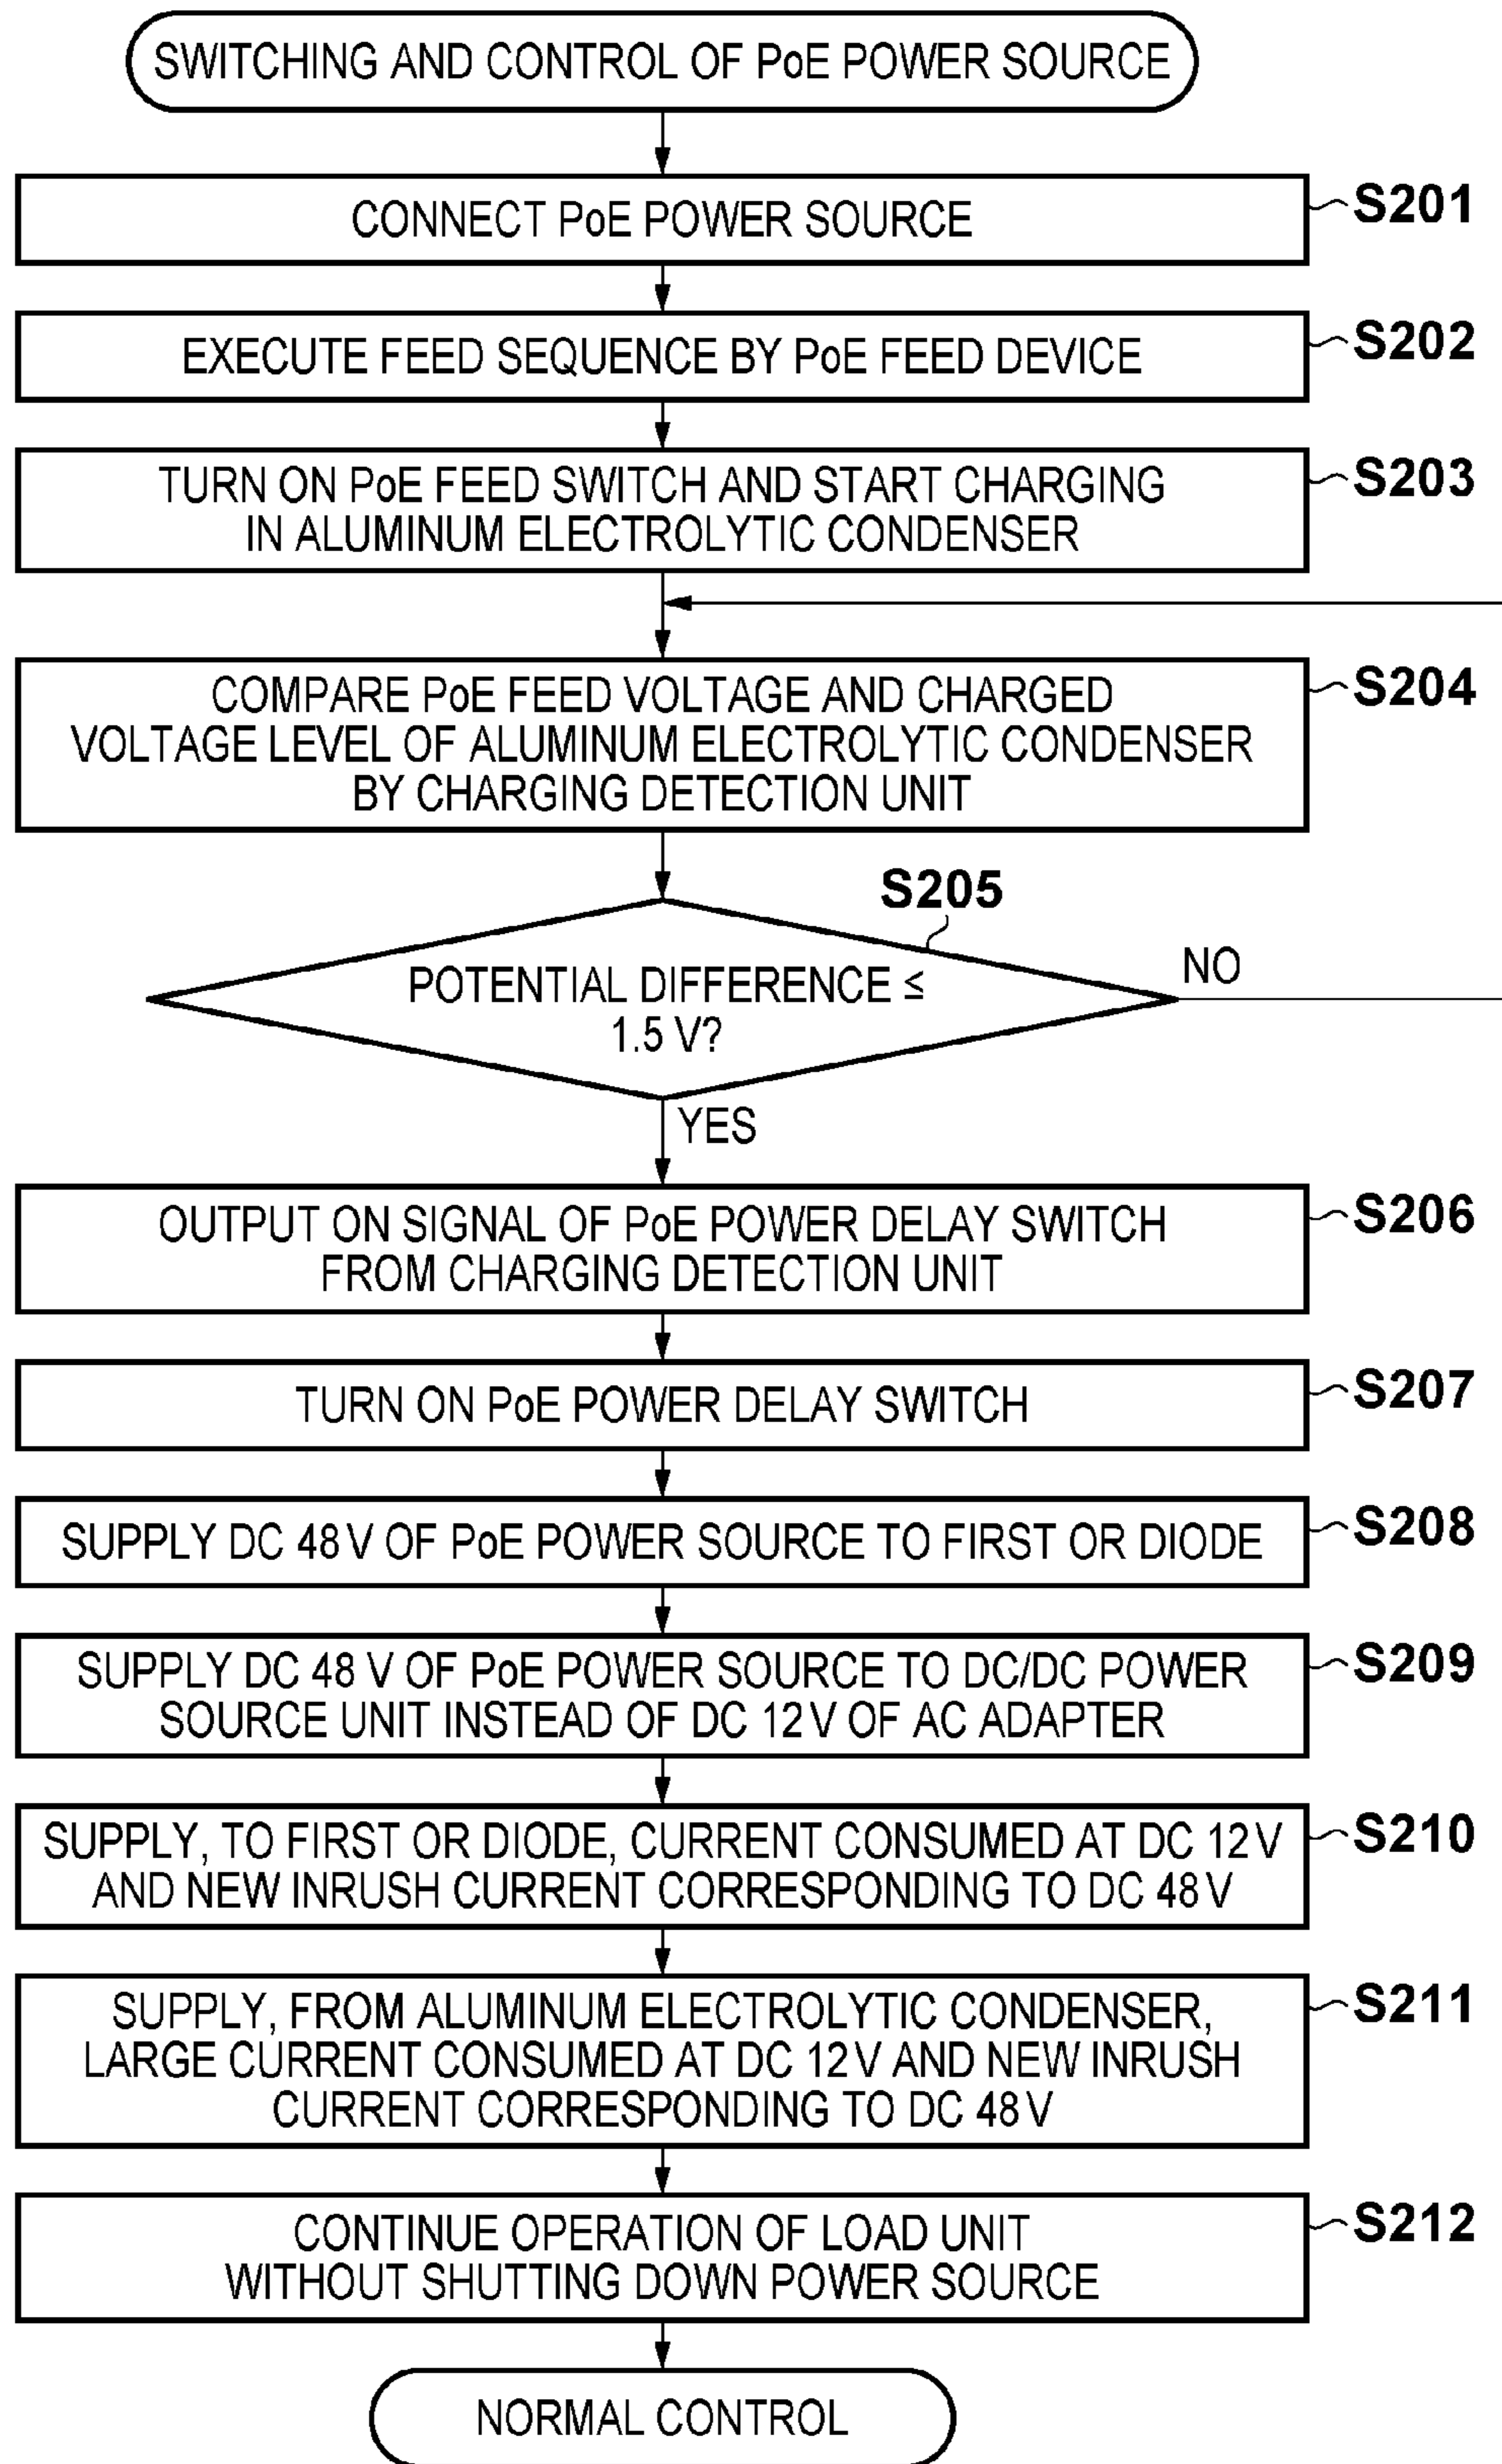 SWITCHING AND CONTROL OF PoE POWER SOURCE
CONNECT PoE POWER SOURCE
S201
EXECUTE FEED SEQUENCE BY PoE FEED DEVICE
S202
TURN ON PoE FEED SWITCH AND START CHARGING
IN ALUMINUM ELECTROLYTIC CONDENSER
S203
COMPARE PoE FEED VOLTAGE AND CHARGED
VOLTAGE LEVEL OF ALUMINUM ELECTROLYTIC CONDENSER
BY CHARGING DETECTION UNIT
S204
S205
POTENTIAL DIFFERENCE ≤
1.5 V?
NO
YES
OUTPUT ON SIGNAL OF PoE POWER DELAY SWITCH
FROM CHARGING DETECTION UNIT
S206
TURN ON PoE POWER DELAY SWITCH
S207
SUPPLY DC 48 V OF PoE POWER SOURCE TO FIRST OR DIODE
S208
SUPPLY DC 48 V OF PoE POWER SOURCE TO DC/DC POWER
SOURCE UNIT INSTEAD OF DC 12 V OF AC ADAPTER
S209
SUPPLY, TO FIRST OR DIODE, CURRENT CONSUMED AT DC 12 V
AND NEW INRUSH CURRENT CORRESPONDING TO DC 48 V
S210
SUPPLY, FROM ALUMINUM ELECTROLYTIC CONDENSER,
LARGE CURRENT CONSUMED AT DC 12 V AND NEW INRUSH
CURRENT CORRESPONDING TO DC 48 V
S211
CONTINUE OPERATION OF LOAD UNIT
WITHOUT SHUTTING DOWN POWER SOURCE
S212
NORMAL CONTROL